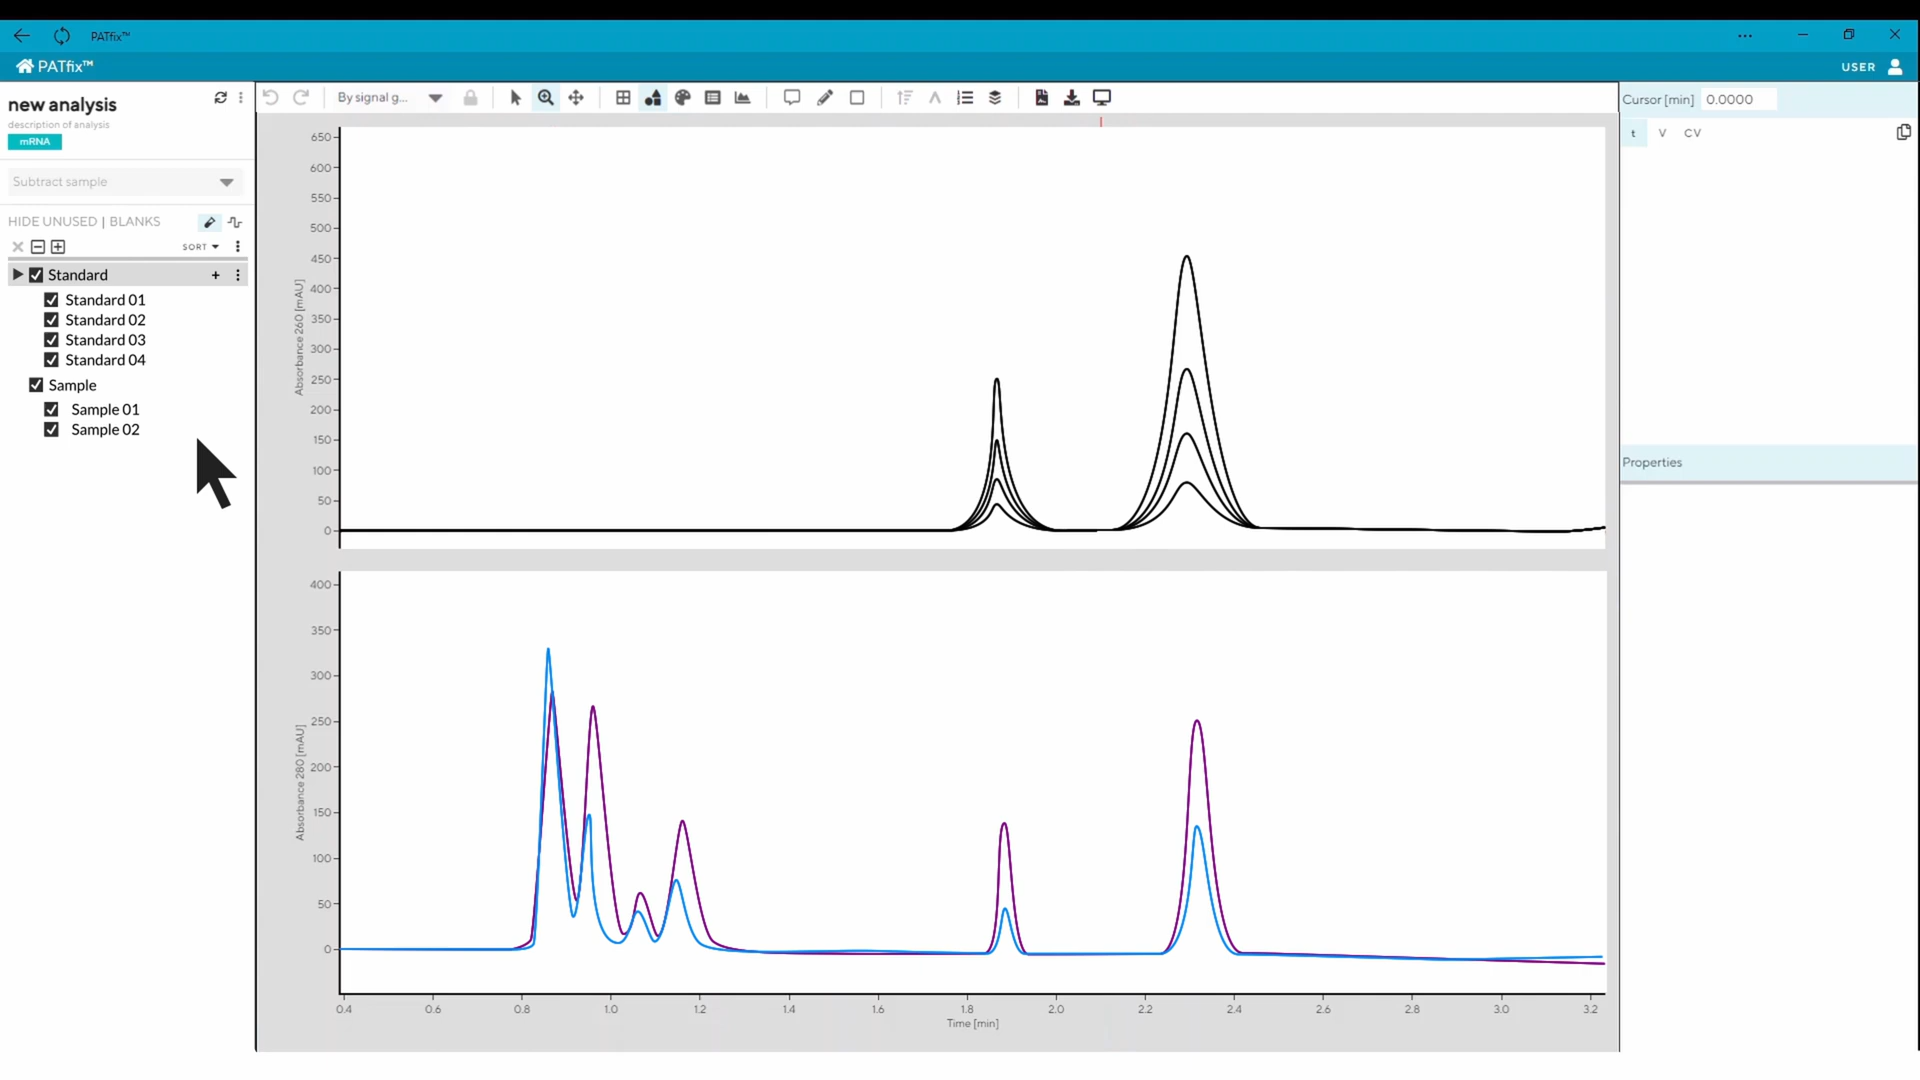 PATfix™
PATfix™
USER
new analysis
description of analysis
mRNA
Subtract sample
HIDE UNUSED | BLANKS
SORT
Standard
Standard 01
Standard 02
Standard 03
Standard 04
Sample
Sample 01
Sample 02
By signal g...
Absorbance 260 [mAU]
650
600
550
500
450
400
350
300
250
200
150
100
50
0
Absorbance 280 [mAU]
400
350
300
250
200
150
100
50
0
0.4 0.6 0.8 1.0 1.2 1.4 1.6 1.8 2.0 2.2 2.4 2.6 2.8 3.0 3.2
Time [min]
Cursor [min] 0.0000
t V CV
Properties